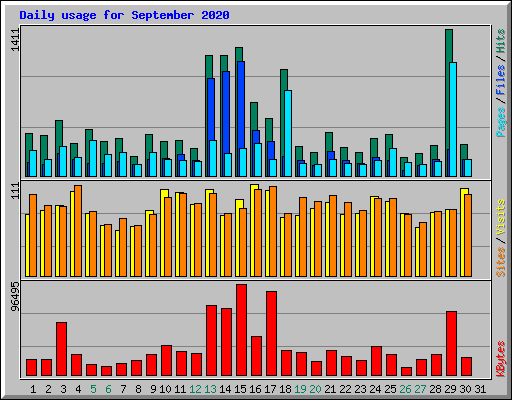 Daily usage for September 2020
1411
Pages / Files / Hits
111
Sites / Visits
96495
KBytes
1 2 3 4 5 6 7 8 9 10 11 12 13 14 15 16 17 18 19 20 21 22 23 24 25 26 27 28 29 30 31